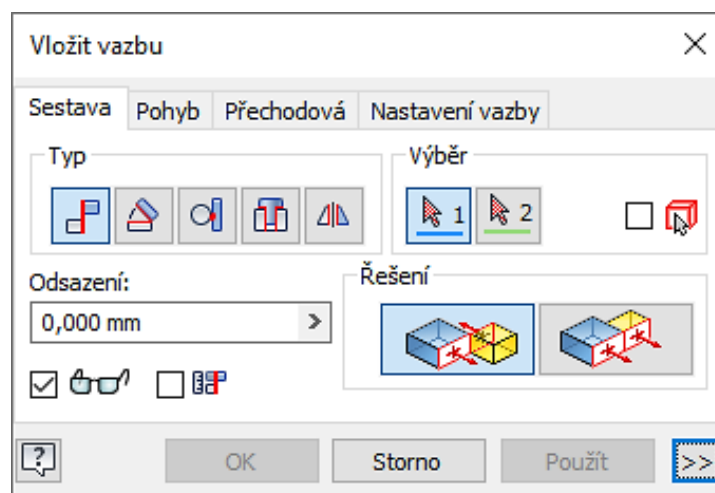 Vložit vazbu
Sestava Pohyb Přechodová Nastavení vazby
Typ Výběr
1 2
Odsazení: Řešení
0,000 mm >
? OK Storno Použít >>